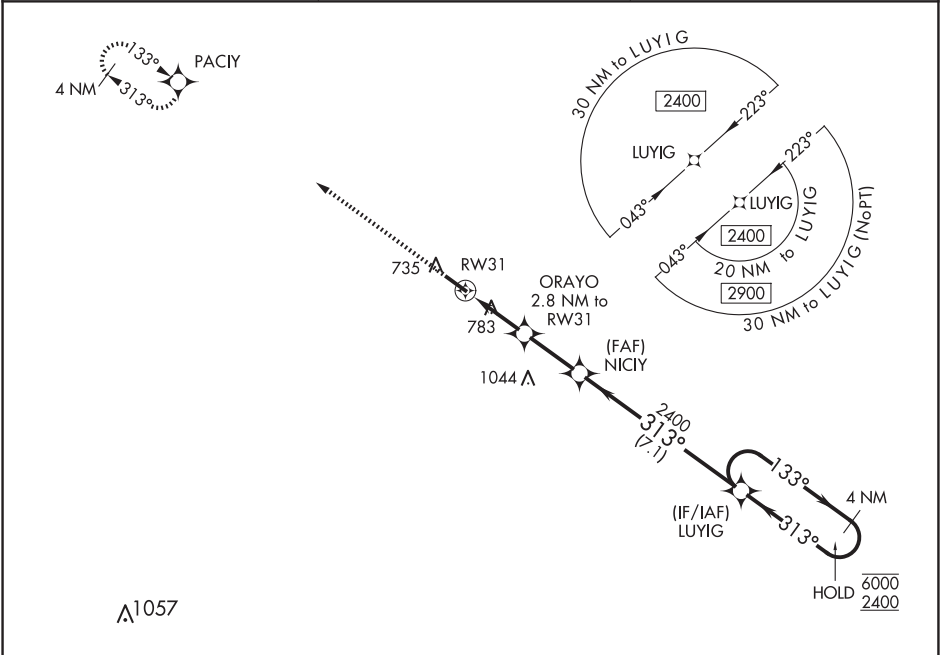 133°
PACIY
4 NM
313°
30 NM to LUYIG
2400
223°
LUYIG
043°
223°
LUYIG
043°
2400
20 NM to LUYIG
2900
30 NM to LUYIG (NoPT)
735
RW31
ORAYO
2.8 NM to
RW31
783
(FAF)
NICIY
1044
2400
313°
(7.1)
133°
4 NM
(IF/IAF)
LUYIG
313°
HOLD
6000
2400
1057